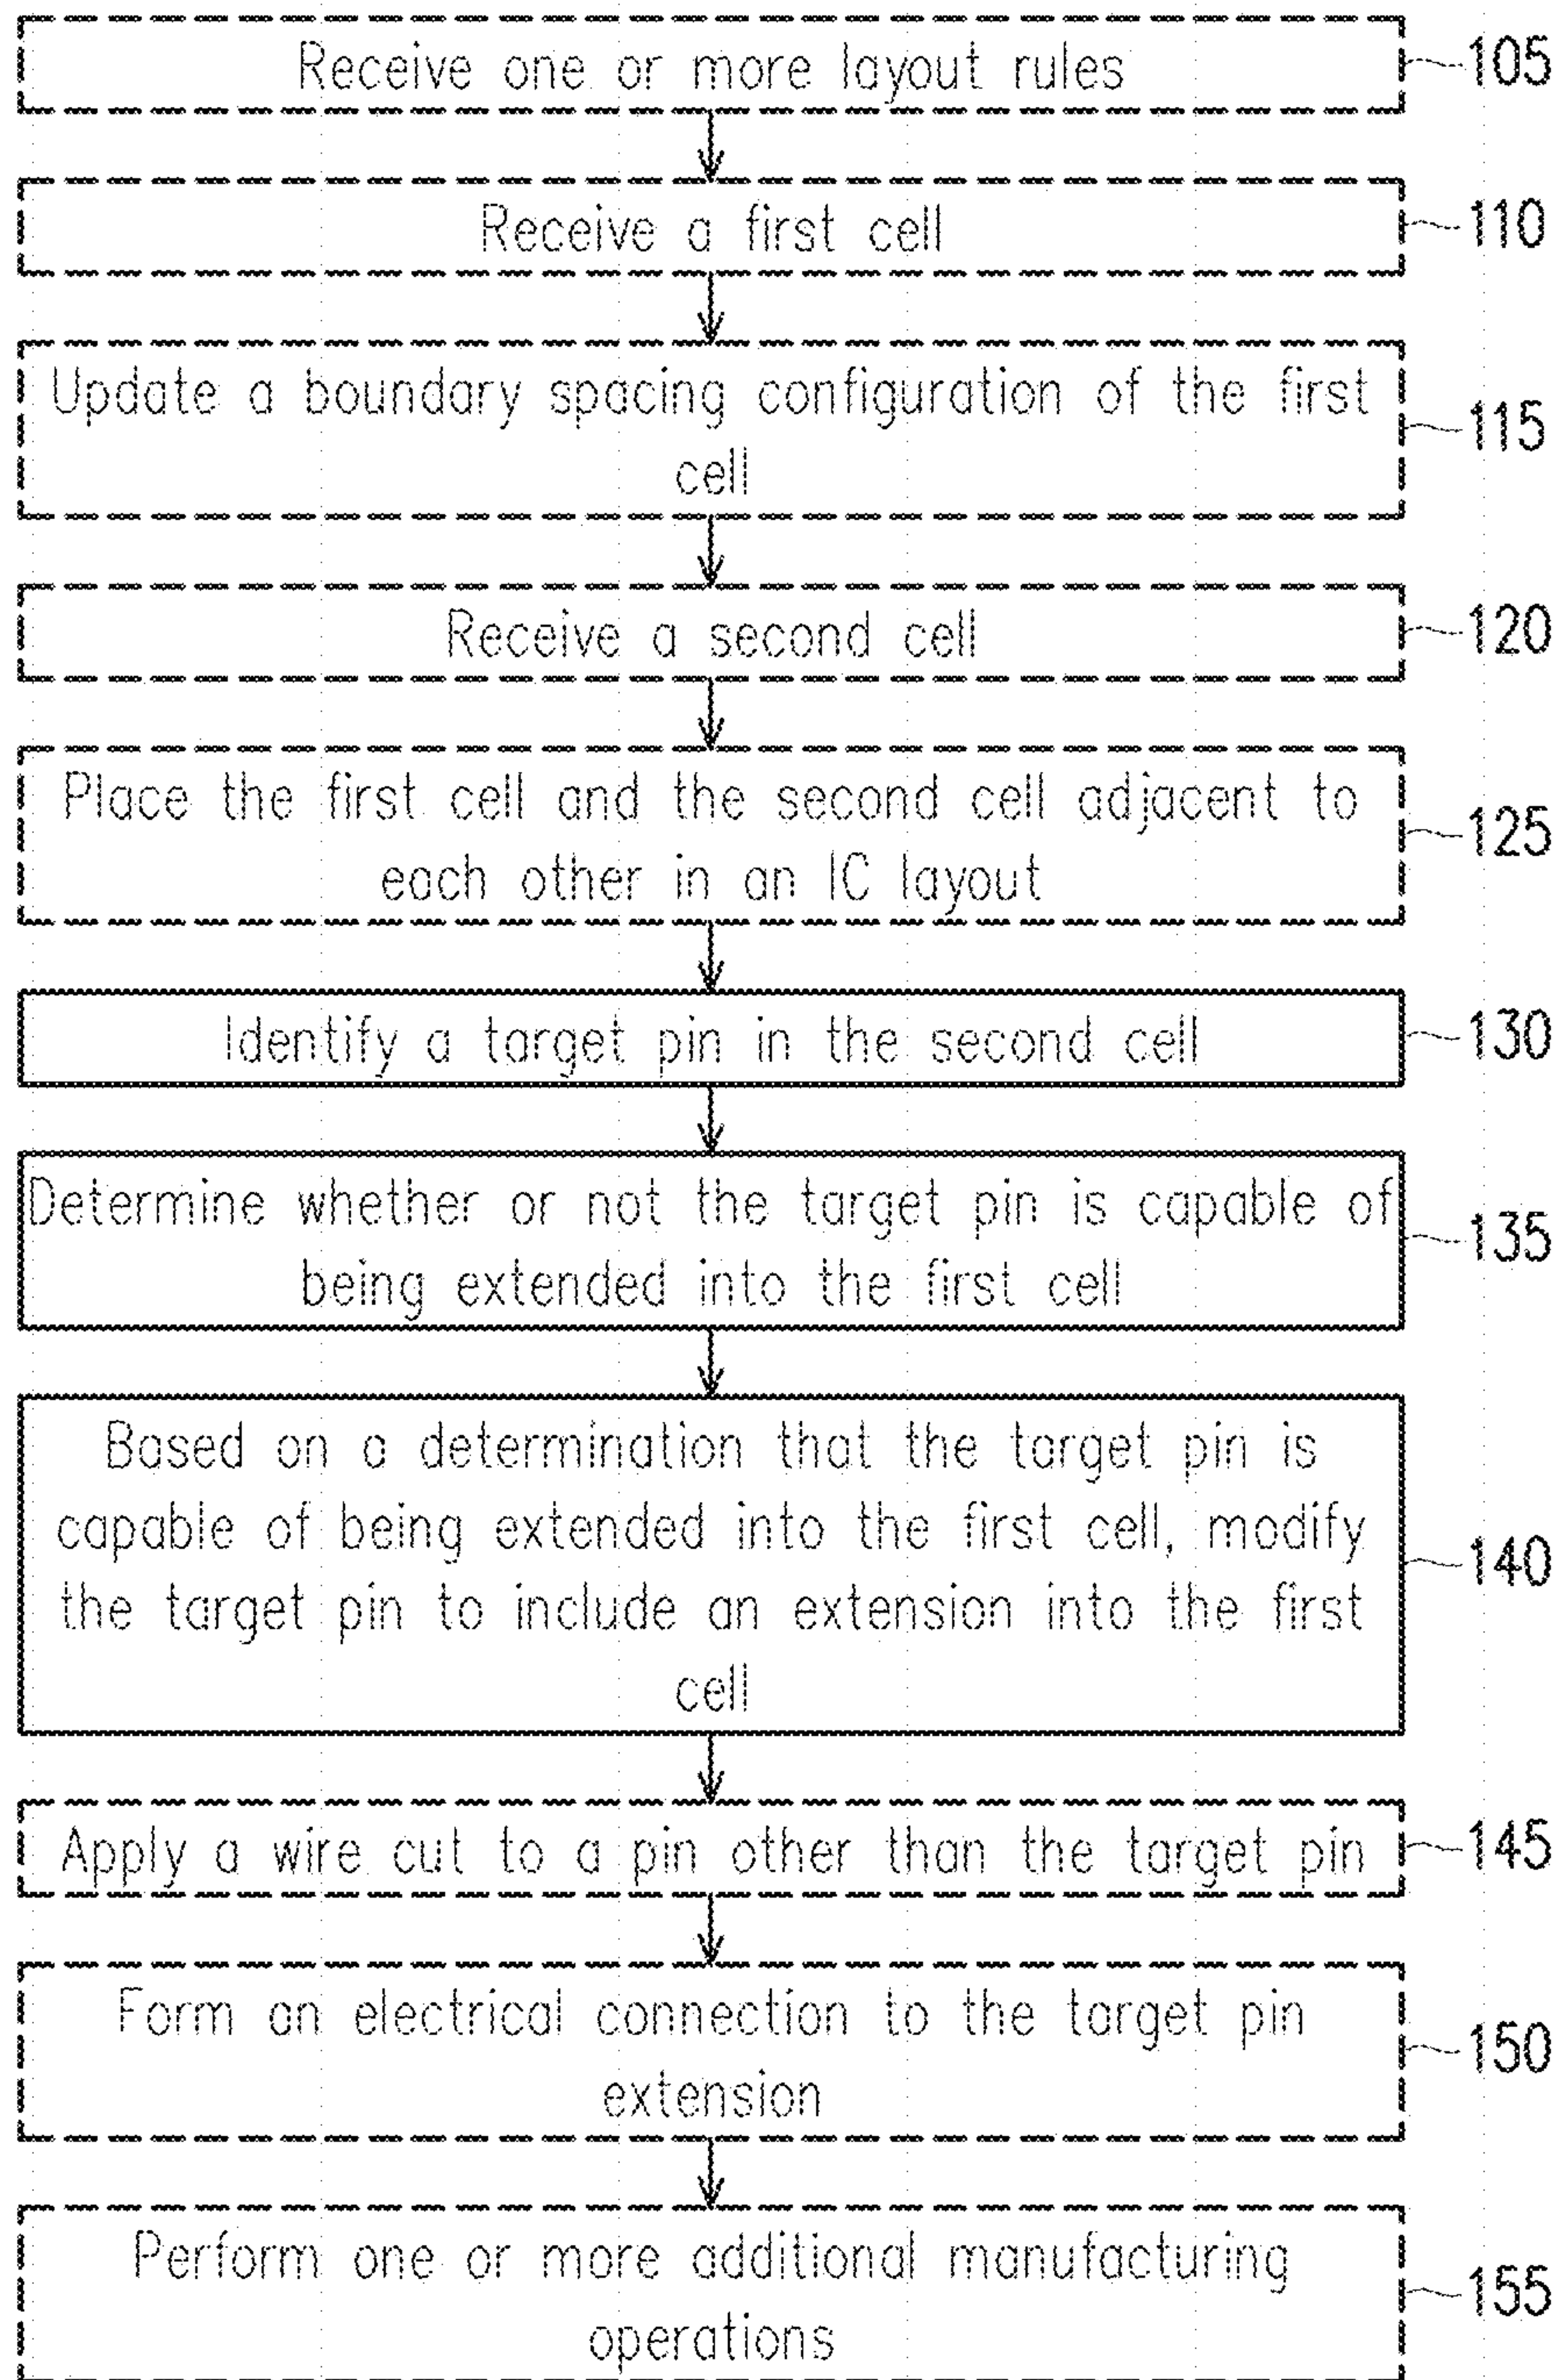 Receive one or more layout rules
105
Receive a first cell
110
Update a boundary spacing configuration of the first
cell
115
Receive a second cell
120
Place the first cell and the second cell adjacent to
each other in an IC layout
125
Identify a target pin in the second cell
130
Determine whether or not the target pin is capable of
being extended into the first cell
135
Based on a determination that the target pin is
capable of being extended into the first cell, modify
the target pin to include an extension into the first
cell
140
Apply a wire cut to a pin other than the target pin
145
Form an electrical connection to the target pin
extension
150
Perform one or more additional manufacturing
operations
155